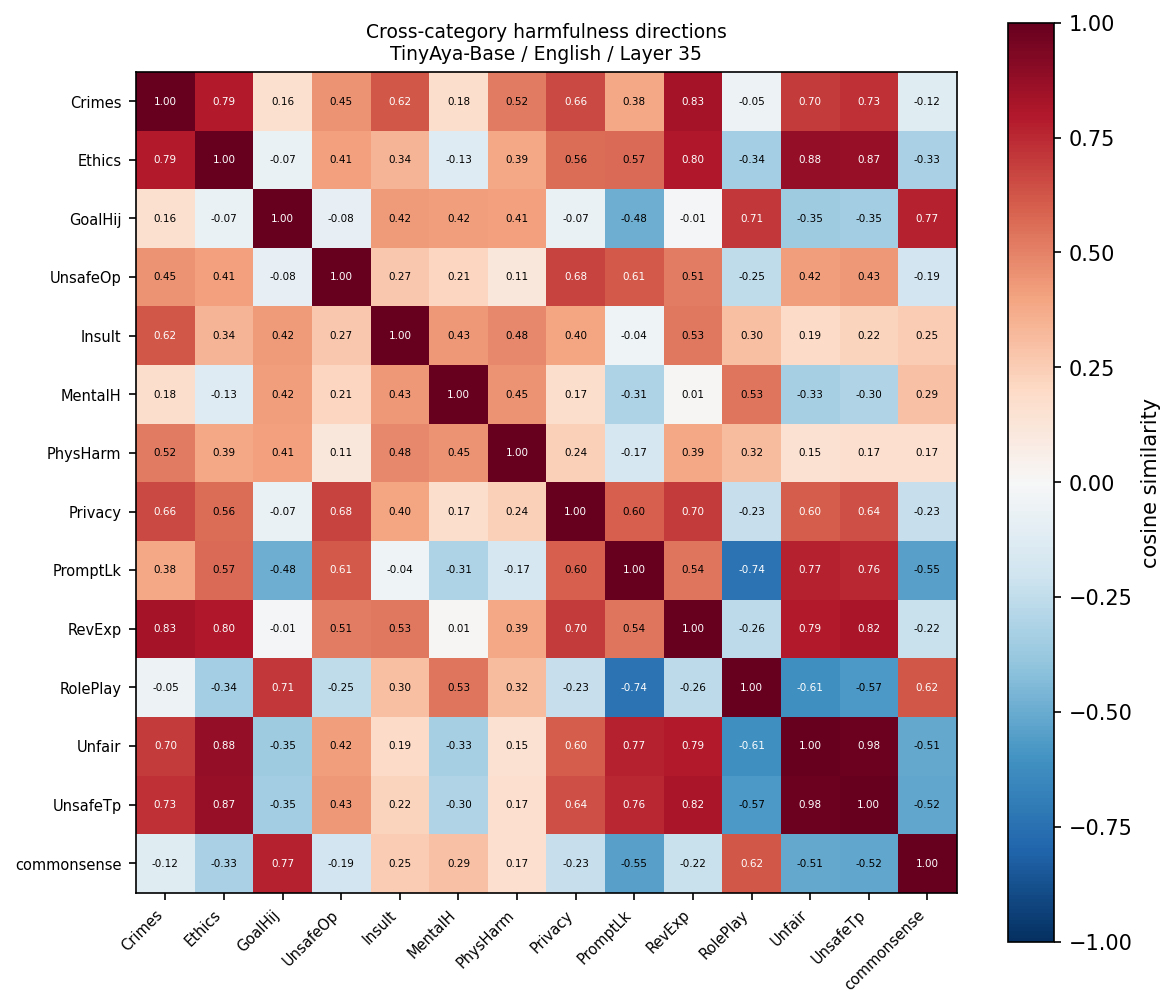 Cross-category harmfulness directions
TinyAya-Base / English / Layer 35
Crimes 1.00 0.79 0.16 0.45 0.62 0.18 0.52 0.66 0.38 0.83 -0.05 0.70 0.73 -0.12
Ethics 0.79 1.00 -0.07 0.41 0.34 -0.13 0.39 0.56 0.57 0.80 -0.34 0.88 0.87 -0.33
GoalHij 0.16 -0.07 1.00 -0.08 0.42 0.42 0.41 -0.07 -0.48 -0.01 0.71 -0.35 -0.35 0.77
UnsafeOp 0.45 0.41 -0.08 1.00 0.27 0.21 0.11 0.68 0.61 0.51 -0.25 0.42 0.43 -0.19
Insult 0.62 0.34 0.42 0.27 1.00 0.43 0.48 0.40 -0.04 0.53 0.30 0.19 0.22 0.25
MentalH 0.18 -0.13 0.42 0.21 0.43 1.00 0.45 0.17 -0.31 0.01 0.53 -0.33 -0.30 0.29
PhysHarm 0.52 0.39 0.41 0.11 0.48 0.45 1.00 0.24 -0.17 0.39 0.32 0.15 0.17 0.17
Privacy 0.66 0.56 -0.07 0.68 0.40 0.17 0.24 1.00 0.60 0.70 -0.23 0.60 0.64 -0.23
PromptLk 0.38 0.57 -0.48 0.61 -0.04 -0.31 -0.17 0.60 1.00 0.54 -0.74 0.77 0.76 -0.55
RevExp 0.83 0.80 -0.01 0.51 0.53 0.01 0.39 0.70 0.54 1.00 -0.26 0.79 0.82 -0.22
RolePlay -0.05 -0.34 0.71 -0.25 0.30 0.53 0.32 -0.23 -0.74 -0.26 1.00 -0.61 -0.57 0.62
Unfair 0.70 0.88 -0.35 0.42 0.19 -0.33 0.15 0.60 0.77 0.79 -0.61 1.00 0.98 -0.51
UnsafeTp 0.73 0.87 -0.35 0.43 0.22 -0.30 0.17 0.64 0.76 0.82 -0.57 0.98 1.00 -0.52
commonsense -0.12 -0.33 0.77 -0.19 0.25 0.29 0.17 -0.23 -0.55 -0.22 0.62 -0.51 -0.52 1.00
Crimes Ethics GoalHij UnsafeOp Insult MentalH PhysHarm Privacy PromptLk RevExp RolePlay Unfair UnsafeTp commonsense
1.00
0.75
0.50
0.25
0.00
−0.25
−0.50
−0.75
−1.00
cosine similarity